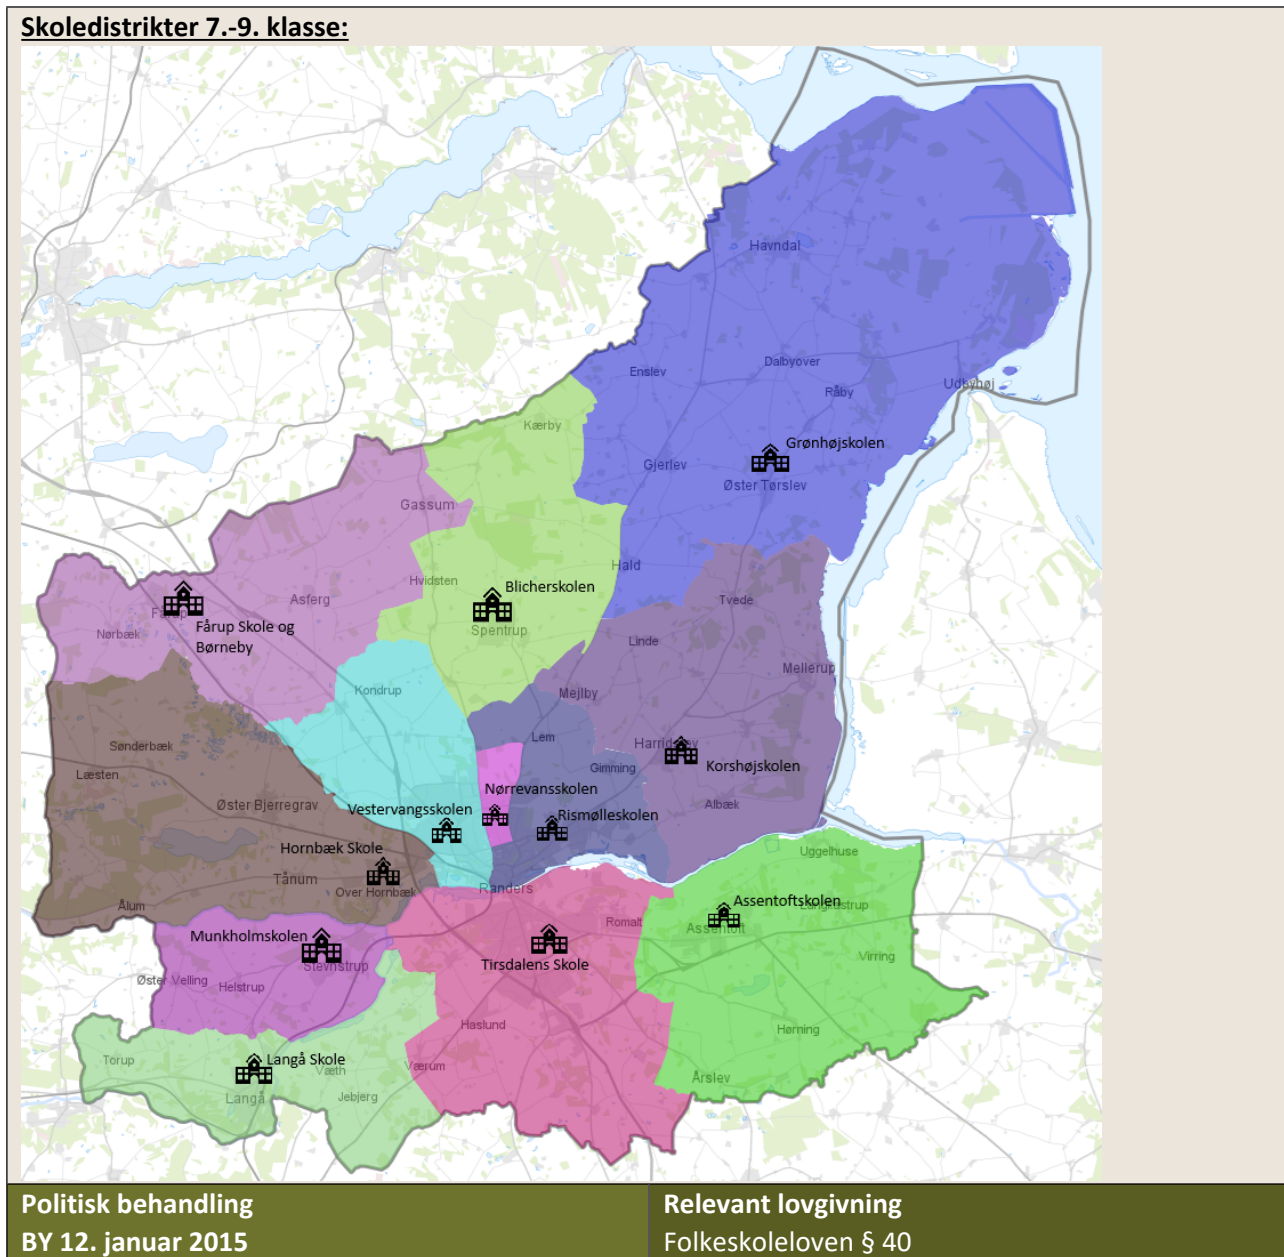 Skoledistrikter 7.-9. klasse:
Havndal
Enslev
Dalbyover
Råby
Udbyhøj
Kærby
Grønhøjskolen
Gjerlev
Øster Tørslev
Gassum
Hald
Hvidsten
Blicherskolen
Asferg
Tvede
Fårup
Fårup Skole og
Børneby
Nørbæk
Spentrup
Linde
Mellerup
Kondrup
Mejlby
Sønderbæk
Læsten
Lem
Gimming
Korshøjskolen
Øster Bjerregrav
Vestervangsskolen
Nørrevansskolen
Rismølleskolen
Albæk
Hornbæk Skole
Uggelhuse
Tånum
Over Hornbæk
Randers
Ålum
Assentoftskolen
Romalt
Assentoft
Munkholmskolen
Stevnstrup
Tirsdalens Skole
Virring
Øster Velling
Helstrup
Haslund
Hørning
Torup
Langå Skole
Væth
Værum
Langå
Jebjerg
Årslev
Politisk behandling
BY 12. januar 2015
Relevant lovgivning
Folkeskoleloven § 40